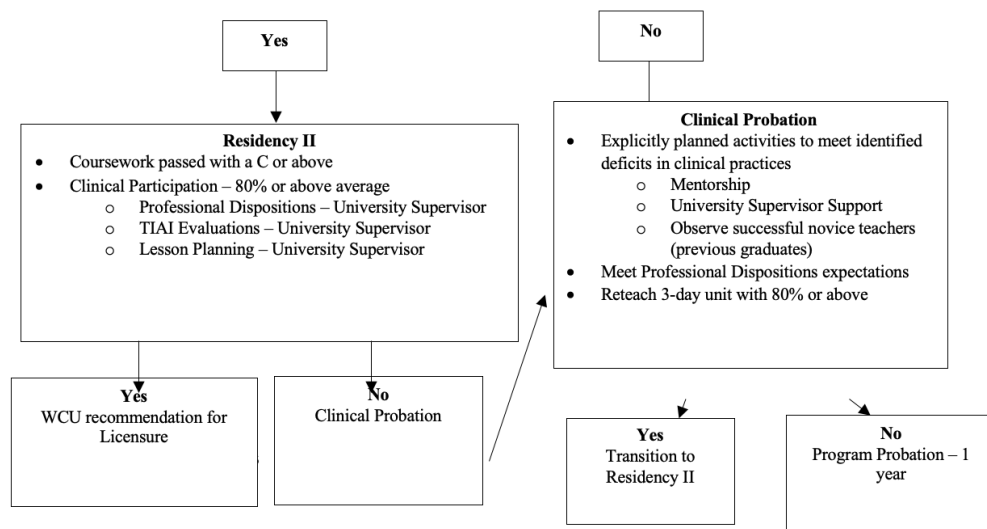 Yes
No
Residency II
• Coursework passed with a C or above
• Clinical Participation – 80% or above average
o Professional Dispositions – University Supervisor
o TIAI Evaluations – University Supervisor
o Lesson Planning – University Supervisor
Clinical Probation
• Explicitly planned activities to meet identified
deficits in clinical practices
o Mentorship
o University Supervisor Support
o Observe successful novice teachers
(previous graduates)
• Meet Professional Dispositions expectations
• Reteach 3-day unit with 80% or above
Yes
WCU recommendation for
Licensure
No
Clinical Probation
Yes
Transition to
Residency II
No
Program Probation – 1
year